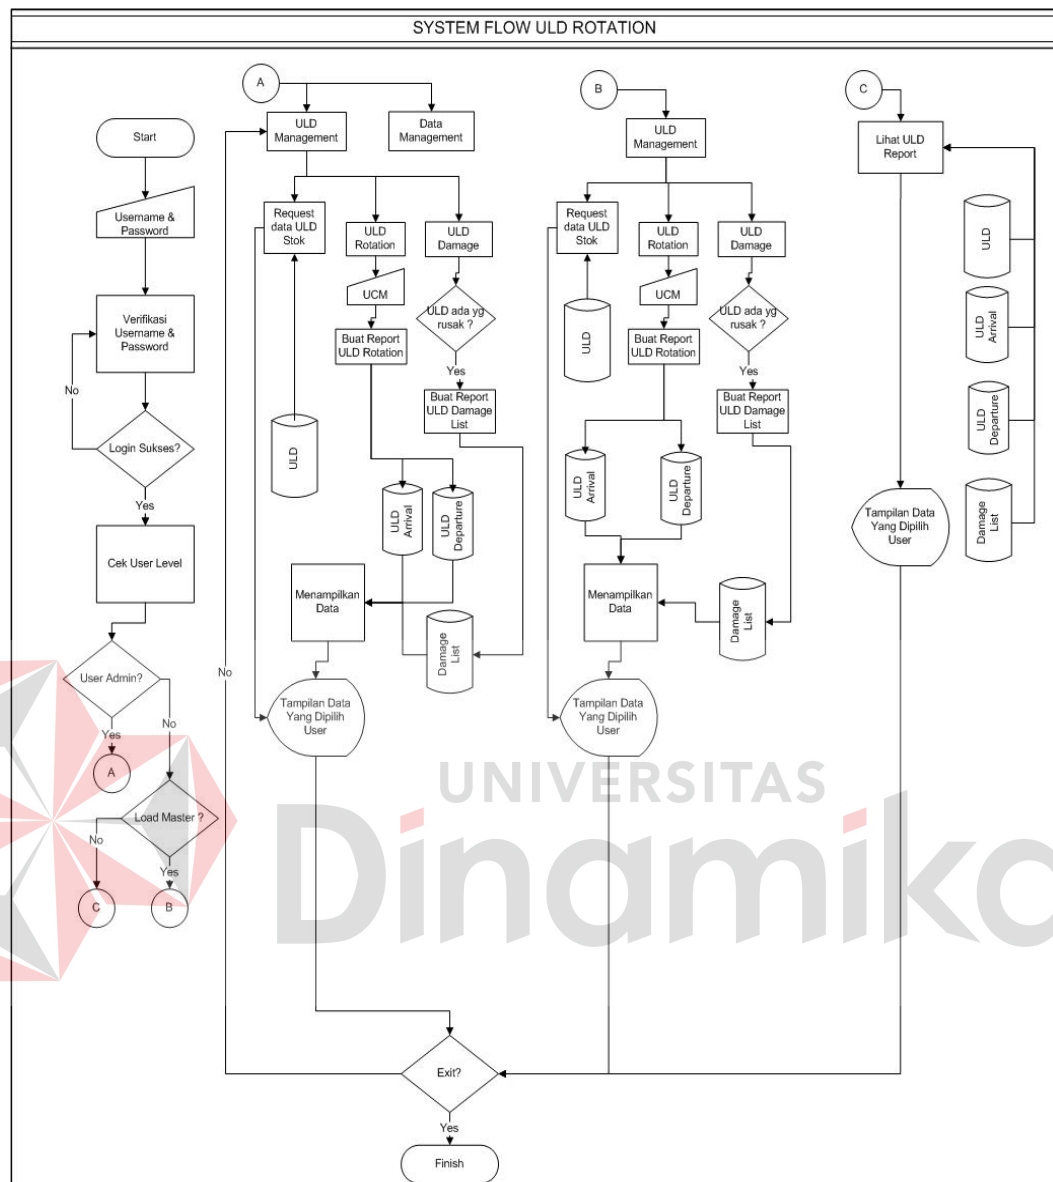 SYSTEM FLOW ULD ROTATION
Start
Username &
Password
Verifikasi
Username &
Password
No
Login Sukses?
Yes
Cek User Level
User Admin?
Yes
No
A
Load Master ?
No
Yes
C
B
A
ULD
Management
Data
Management
Request
data ULD
Stok
ULD
Rotation
ULD
Damage
UCM
ULD ada yg
rusak ?
Buat Report
ULD Rotation
Yes
Buat Report
ULD Damage
List
ULD
ULD
Arrival
ULD
Departure
Menampilkan
Data
Damage
List
No
Tampilan Data
Yang Dipilih
User
B
ULD
Management
Request
data ULD
Stok
ULD
Rotation
ULD
Damage
UCM
ULD ada yg
rusak ?
ULD
Buat Report
ULD Rotation
Yes
Buat Report
ULD Damage
List
ULD
Arrival
ULD
Departure
Menampilkan
Data
Damage
List
Tampilan Data
Yang Dipilih
User
C
Lihat ULD
Report
ULD
ULD
Arrival
ULD
Departure
Damage
List
Tampilan Data
Yang Dipilih
User
UNIVERSITAS
Dinamika
Exit?
Yes
Finish